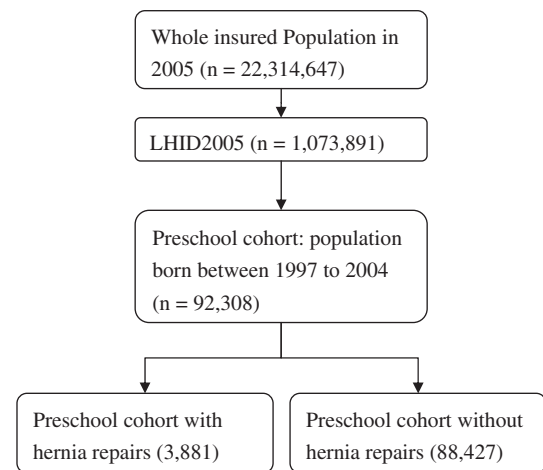 Whole insured Population in
2005 (n = 22,314,647)
LHID2005 (n = 1,073,891)
Preschool cohort: population
born between 1997 to 2004
(n = 92,308)
Preschool cohort with
hernia repairs (3,881)
Preschool cohort without
hernia repairs (88,427)